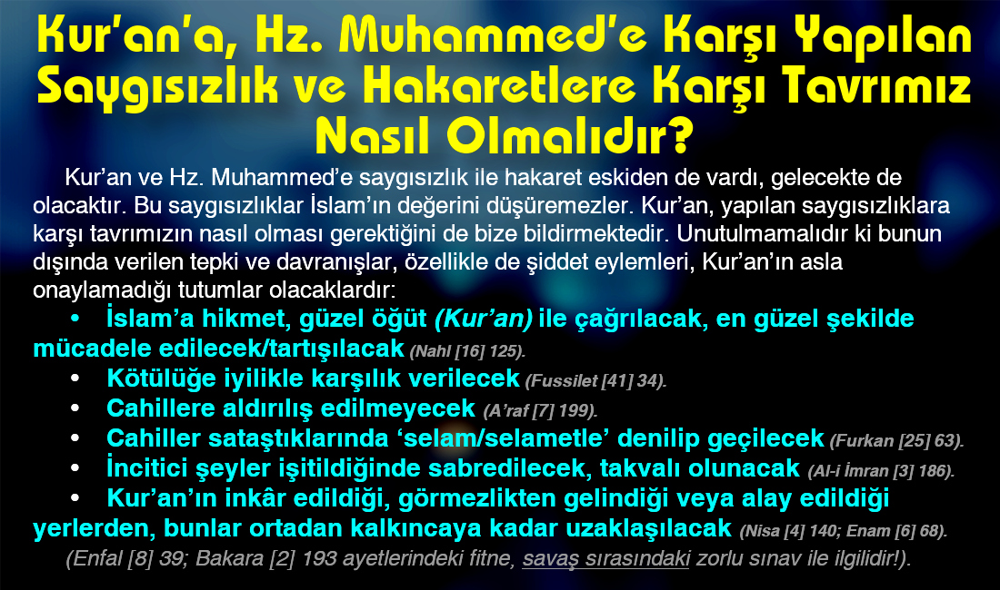 Kur'an'a, Hz. Muhammed'e Karşı Yapılan
Saygısızlık ve Hakaretlere Karşı Tavrımız
Nasıl Olmalıdır?
Kur'an ve Hz. Muhammed'e saygısızlık ile hakaret eskiden de vardı, gelecekte de
olacaktır. Bu saygısızlıklar İslam'ın değerini düşüremezler. Kur'an, yapılan saygısızlıklara
karşı tavrımızın nasıl olması gerektiğini de bize bildirmektedir. Unutulmamalıdır ki bunun
dışında verilen tepki ve davranışlar, özellikle de şiddet eylemleri, Kur'an'ın asla
onaylamadığı tutumlar olacaklardır:
• İslam'a hikmet, güzel öğüt (Kur'an) ile çağrılacak, en güzel şekilde
mücadele edilecek/tartışılacak (Nahl [16] 125).
• Kötülüğe iyilikle karşılık verilecek (Fussilet [41] 34).
• Cahillere aldırılış edilmeyecek (A'raf [7] 199).
• Cahiller sataştıklarında 'selam/selametle' denilip geçilecek (Furkan [25] 63).
• İncitici şeyler işitildiğinde sabredilecek, takvalı olunacak (Al-i İmran [3] 186).
• Kur'an'ın inkâr edildiği, görmezlikten gelindiği veya alay edildiği
yerlerden, bunlar ortadan kalkıncaya kadar uzaklaşılacak (Nisa [4] 140; Enam [6] 68).
(Enfal [8] 39; Bakara [2] 193 ayetlerindeki fitne, savaş sırasındaki zorlu sınav ile ilgilidir!).